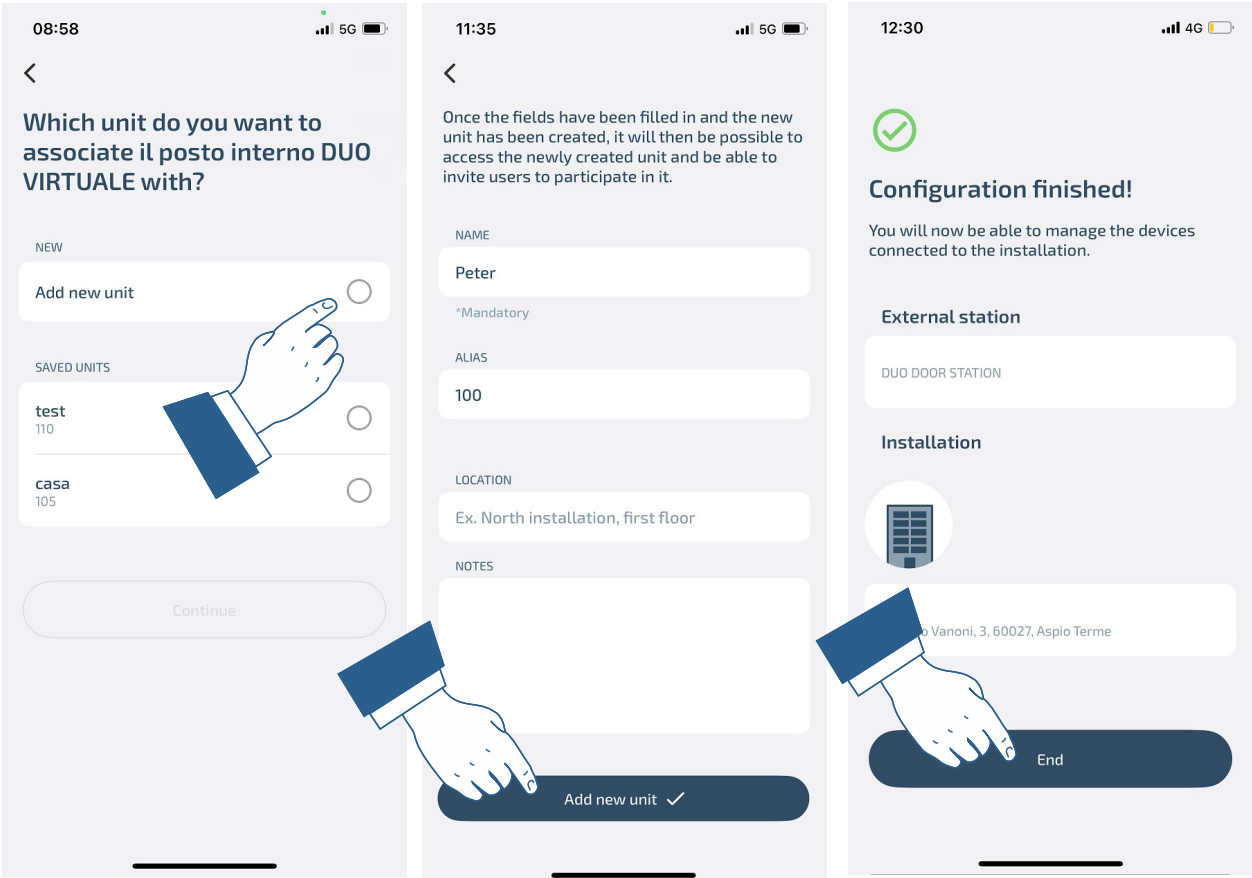 08:58
5G
Which unit do you want to
associate il posto interno DUO
VIRTUALE with?
NEW
Add new unit
SAVED UNITS
test
110
casa
105
Continue
11:35
5G
Once the fields have been filled in and the new
unit has been created, it will then be possible to
access the newly created unit and be able to
invite users to participate in it.
NAME
Peter
*Mandatory
ALIAS
100
LOCATION
Ex. North installation, first floor
NOTES
Add new unit
12:30
4G
Configuration finished!
You will now be able to manage the devices
connected to the installation.
External station
DUO DOOR STATION
Installation
Vanoni, 3, 60027, Aspio Terme
End